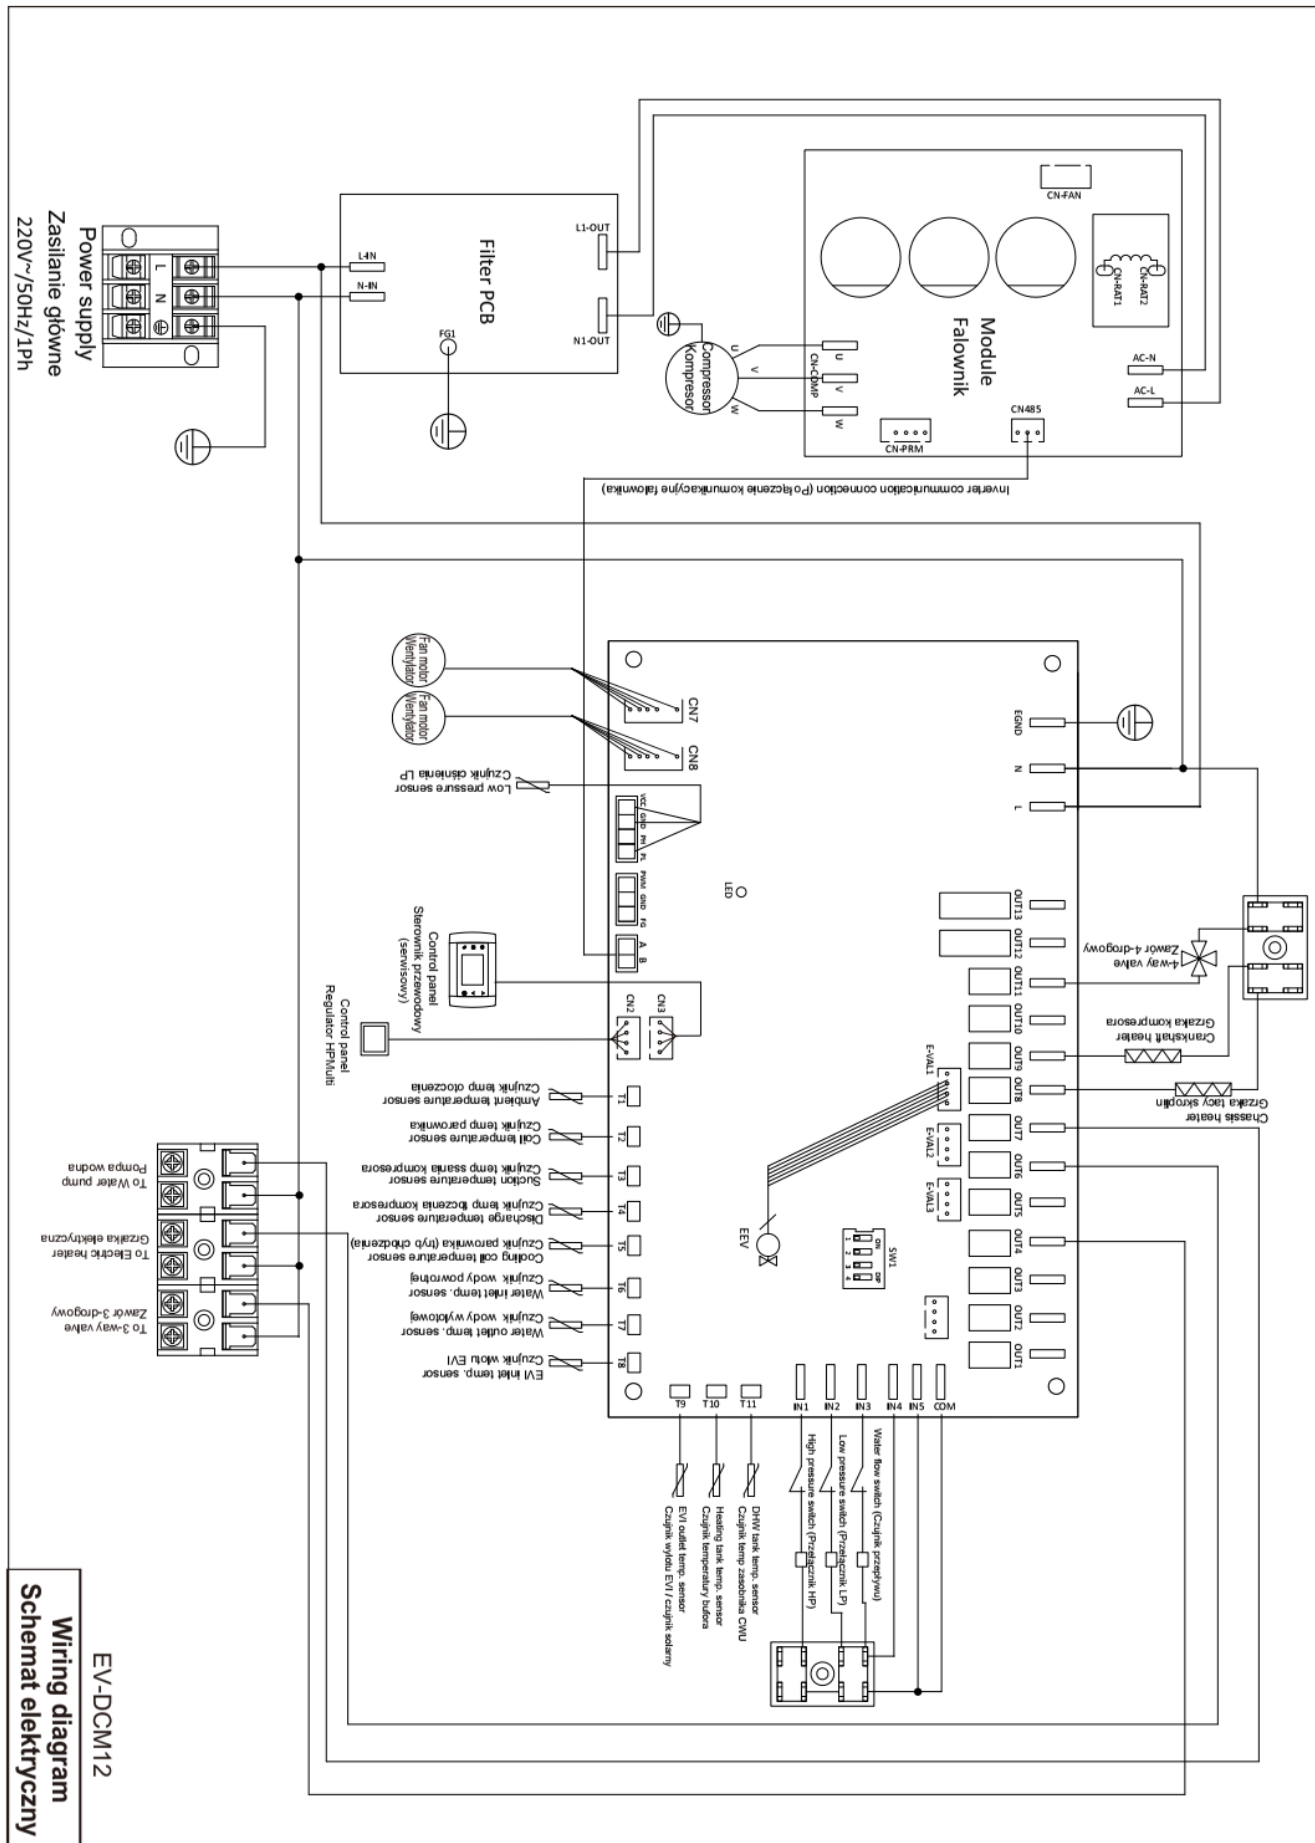 Power supply
Zasilanie główne
220V~/50Hz/1Ph
L
N
Filter PCB
L-IN
N-IN
L1-OUT
N1-OUT
FG1
CN-FAN
CN-RAT1
CN-RAT2
Module
Falownik
AC-N
AC-L
CN485
CN-PRM
CN-COMP
U
V
W
U
V
W
Compressor
Kompresor
Inverter communication connection (Połączenie komunikacyjne falownika)
Fan motor
Wentylator
Fan motor
Wentylator
CN7
CN8
Low pressure sensor
Czujnik ciśnienia LP
VCC
GND
PH
PL
PWM
GND
FG
A
B
LED
EGND
N
L
OUT13
OUT12
OUT11
OUT10
OUT9
OUT8
OUT7
OUT6
OUT5
OUT4
OUT3
OUT2
OUT1
4-way valve
Zawór 4-drogowy
Crankshaft heater
Grzałka kompresora
Chassis heater
Grzałka tacy skroplin
Control panel
Sterownik przewodowy
(serwisowy)
Control panel
Regulator HPMulti
CN2
CN3
E-VAL1
E-VAL2
E-VAL3
EEV
SW1
ON
DIP
1
2
3
4
T1
Ambient temperature sensor
Czujnik temp otoczenia
T2
Coil temperature sensor
Czujnik temp parownika
T3
Suction temperature sensor
Czujnik temp ssania kompresora
T4
Discharge temperature sensor
Czujnik temp tłoczenia kompresora
T5
Cooling coil temperature sensor
Czujnik parownika (tryb chłodzenia)
T6
Water inlet temp. sensor
Czujnik wody powrotnej
T7
Water outlet temp. sensor
Czujnik wody wylotowej
T8
EVI inlet temp. sensor
Czujnik wlotu EVI
T9
T10
T11
EVI outlet temp. sensor
Czujnik wylotu EVI / czujnik solarny
Heating tank temp. sensor
Czujnik temperatury bufora
DHW tank temp. sensor
Czujnik temp zasobnika CWU
IN1
IN2
IN3
IN4
IN5
COM
High pressure switch (Przełącznik HP)
Low pressure switch (Przełącznik LP)
Water flow switch (Czujnik przepływu)
To Water pump
Pompa wodna
To Electric heater
Grzałka elektryczna
To 3-way valve
Zawór 3-drogowy
EV-DCM12
Wiring diagram
Schemat elektryczny